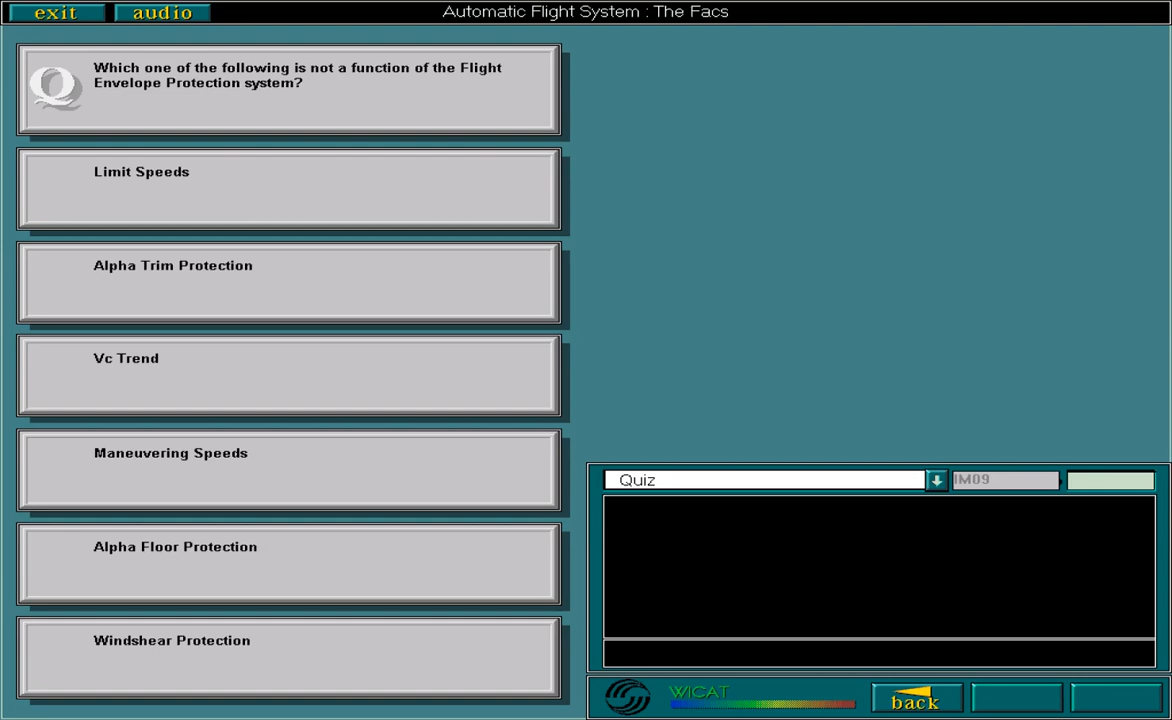 exit audio Automatic Flight System : The Facs
Q
Which one of the following is not a function of the Flight
Envelope Protection system?
Limit Speeds
Alpha Trim Protection
Vc Trend
Maneuvering Speeds
Alpha Floor Protection
Windshear Protection
Quiz IM09
WICAT
back